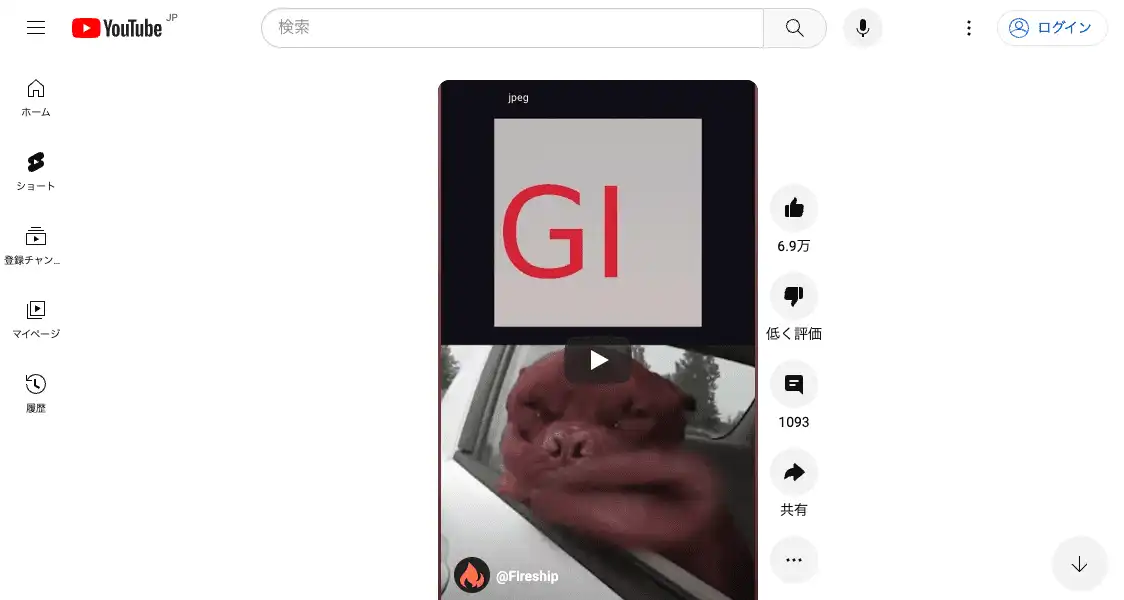 YouTube JP
検索
ログイン
ホーム
ショート
登録チャン...
マイページ
履歴
jpeg
GI
@Fireship
6.9万
低く評価
1093
共有